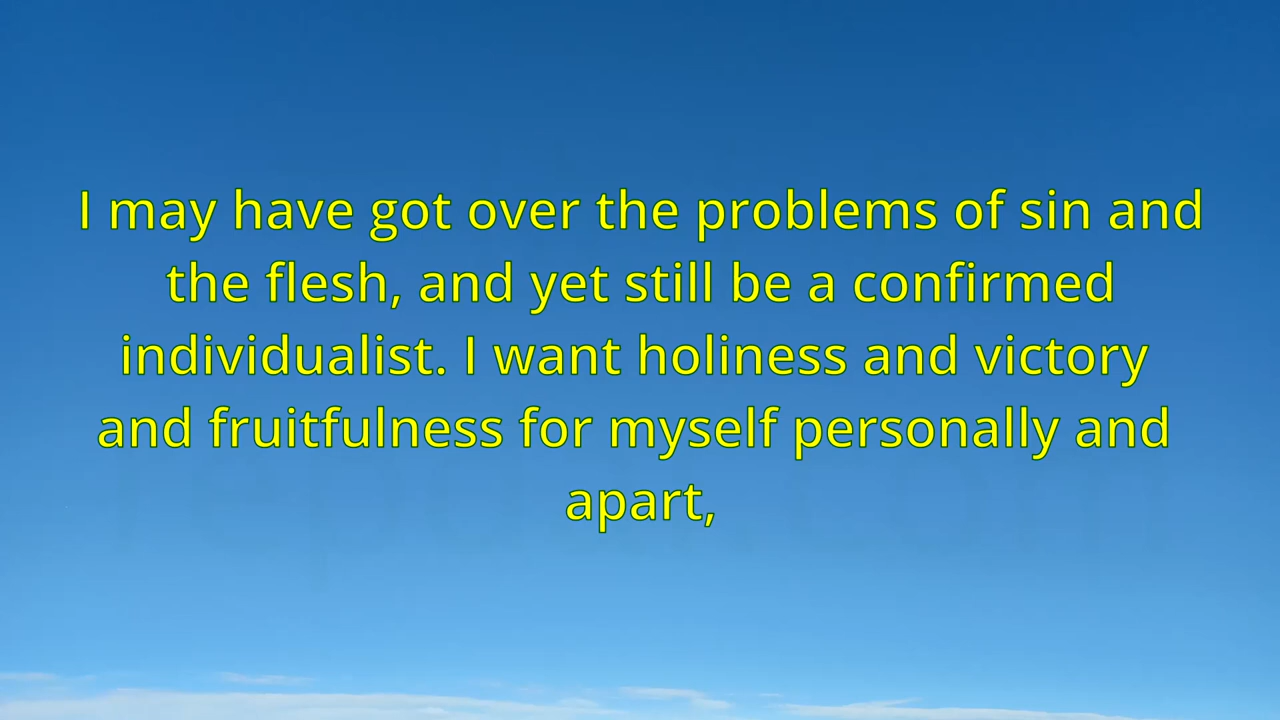 I may have got over the problems of sin and
the flesh, and yet still be a confirmed
individualist. I want holiness and victory
and fruitfulness for myself personally and
apart,